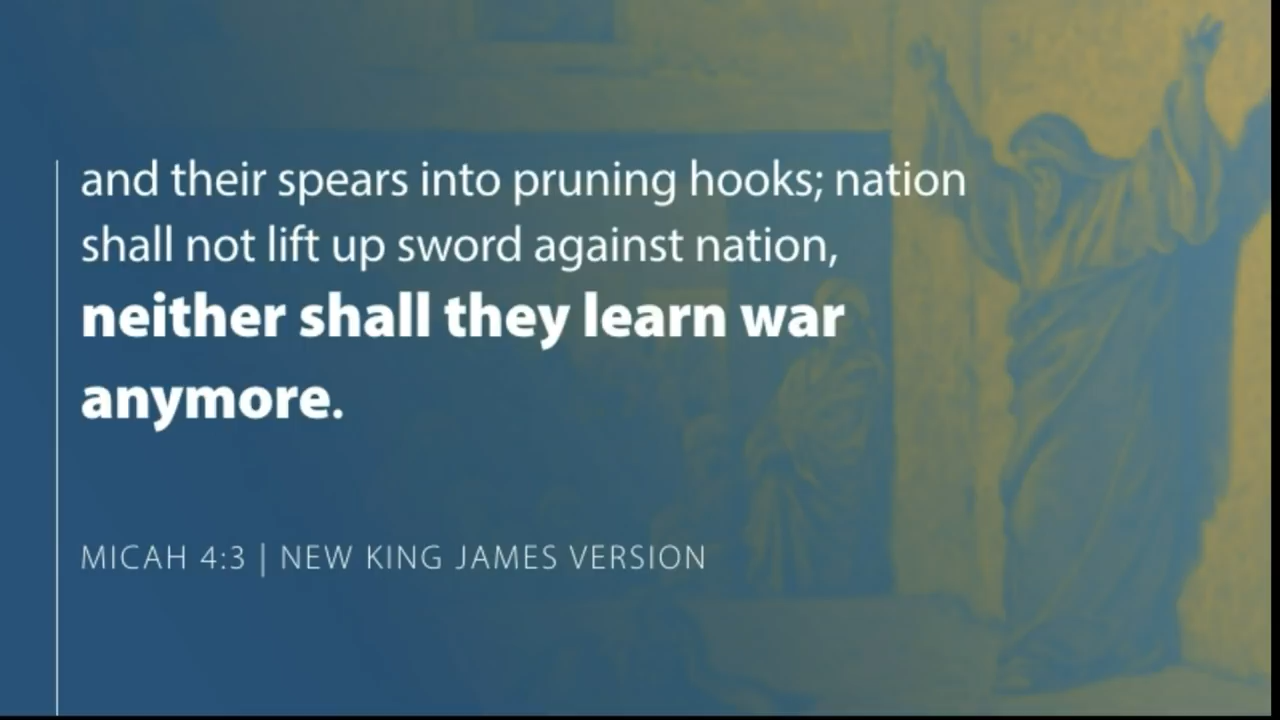 and their spears into pruning hooks; nation
shall not lift up sword against nation,
neither shall they learn war
anymore.
MICAH 4:3 | NEW KING JAMES VERSION